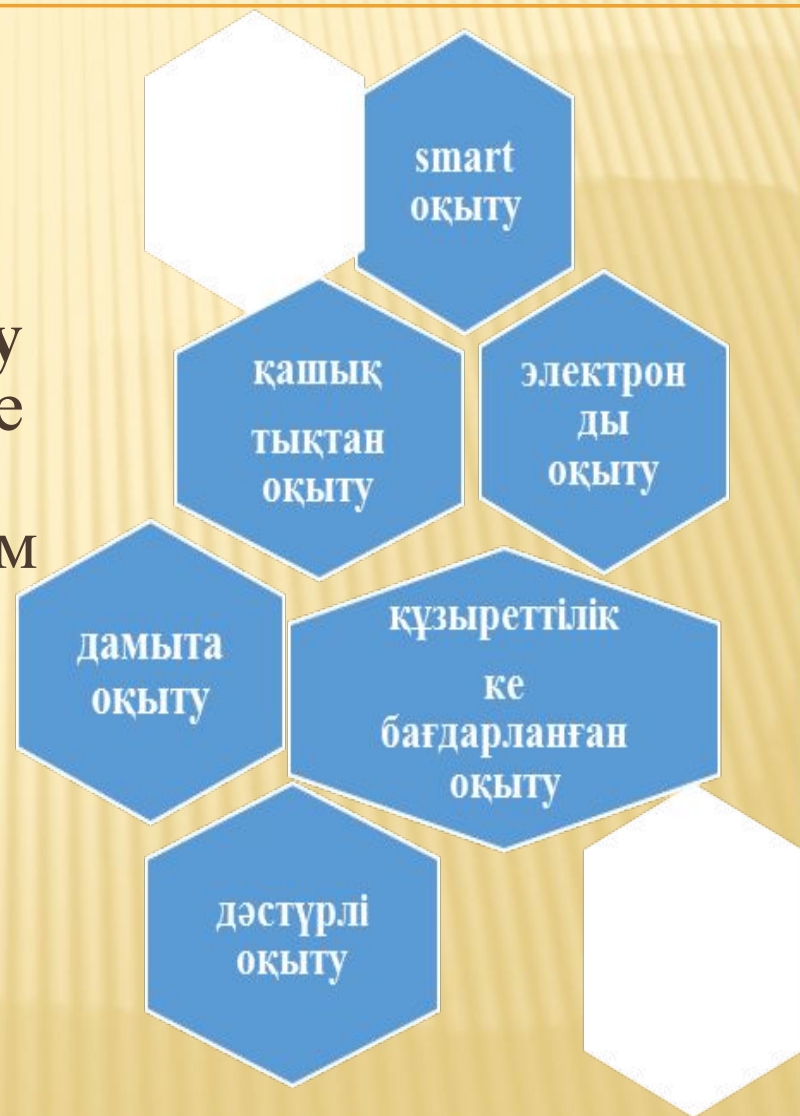 smart
оқыту
қашық
тықтан
оқыту
электрон
ды
оқыту
дамыта
оқыту
құзыреттілік
ке
бағдарланған
оқыту
дәстүрлі
оқыту